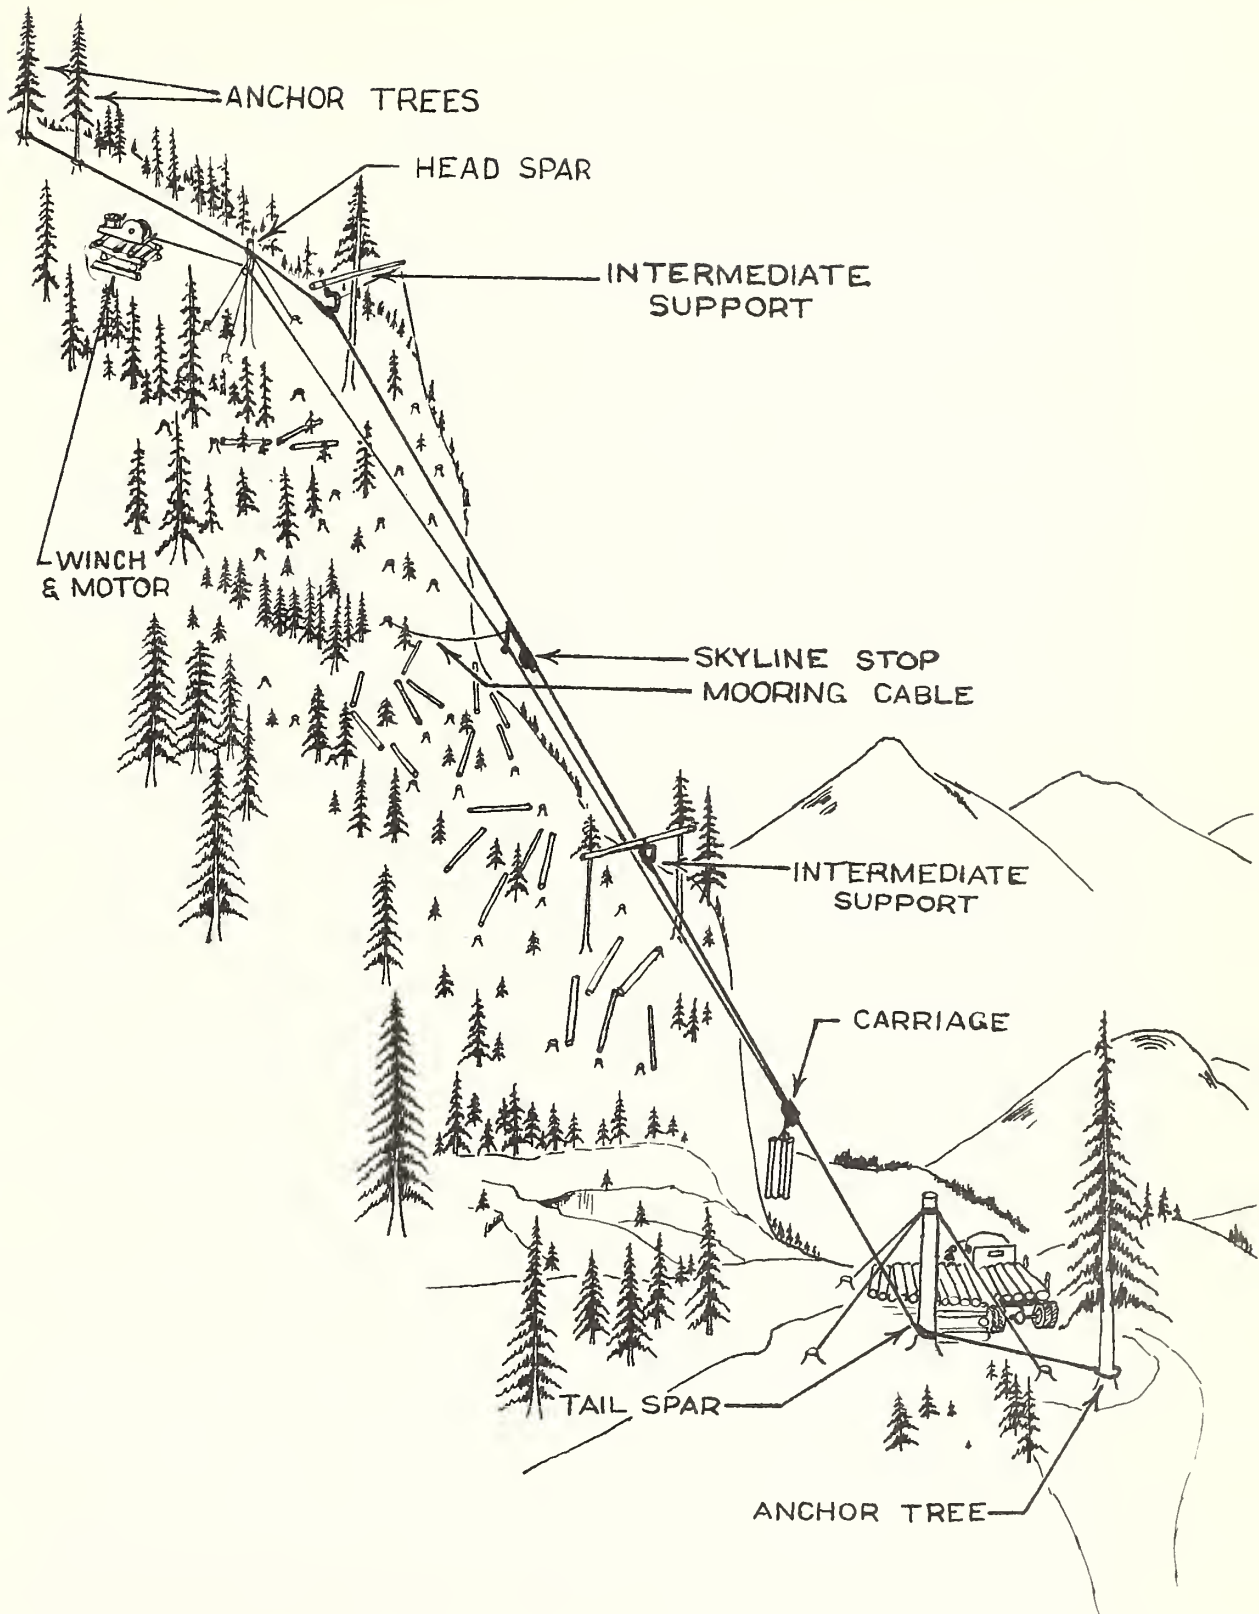 ANCHOR TREES
HEAD SPAR
INTERMEDIATE
SUPPORT
WINCH
& MOTOR
SKYLINE STOP
MOORING CABLE
INTERMEDIATE
SUPPORT
CARRIAGE
TAIL SPAR
ANCHOR TREE